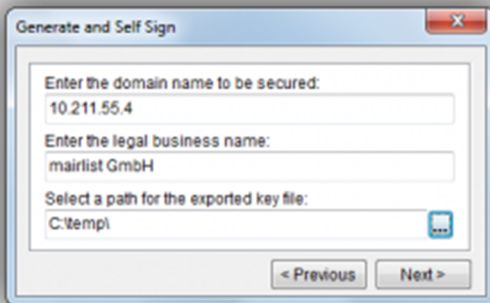 Generate and Self Sign
Enter the domain name to be secured:
10.211.55.4
Enter the legal business name:
mairlist GmbH
Select a path for the exported key file:
C:\temp\
...
< Previous Next >